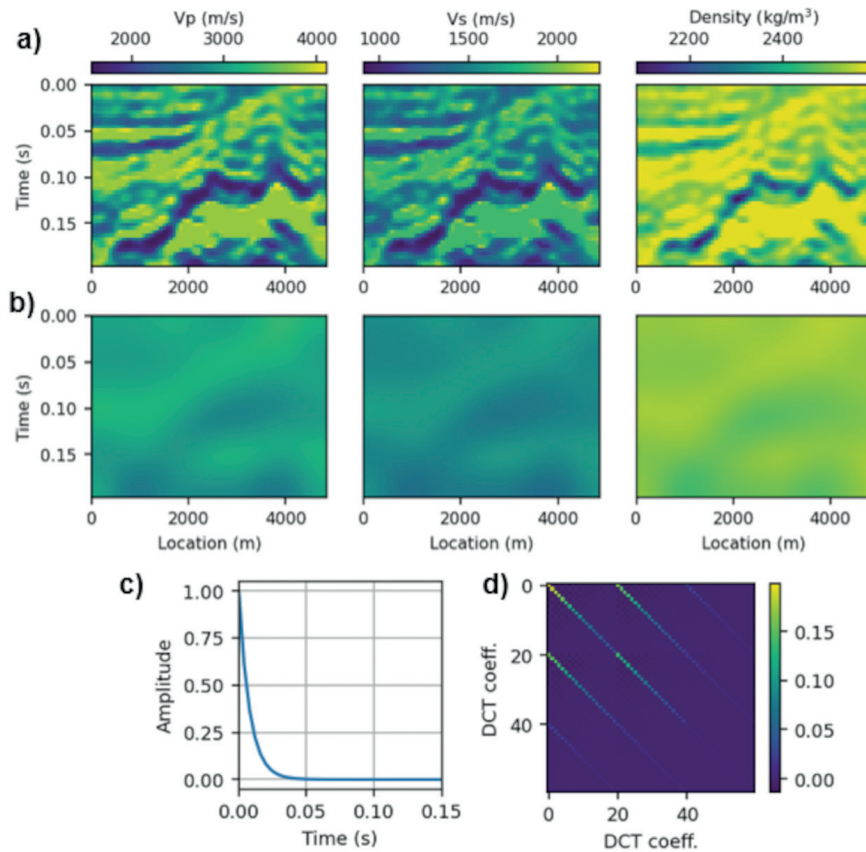 a)
Vp (m/s)
Vs (m/s)
Density (kg/m³)
2000 3000 4000
1000 1500 2000
2200 2400
0.00
0.05
0.10
0.15
Time (s)
0 2000 4000
0 2000 4000
0 2000 4000
b)
0.00
0.05
0.10
0.15
Time (s)
0 2000 4000
0 2000 4000
0 2000 4000
Location (m)
Location (m)
Location (m)
c)
1.00
0.75
0.50
0.25
0.00
Amplitude
0.00 0.05 0.10 0.15
Time (s)
d)
0
20
40
DCT coeff.
0 20 40
DCT coeff.
0.15
0.10
0.05
0.00